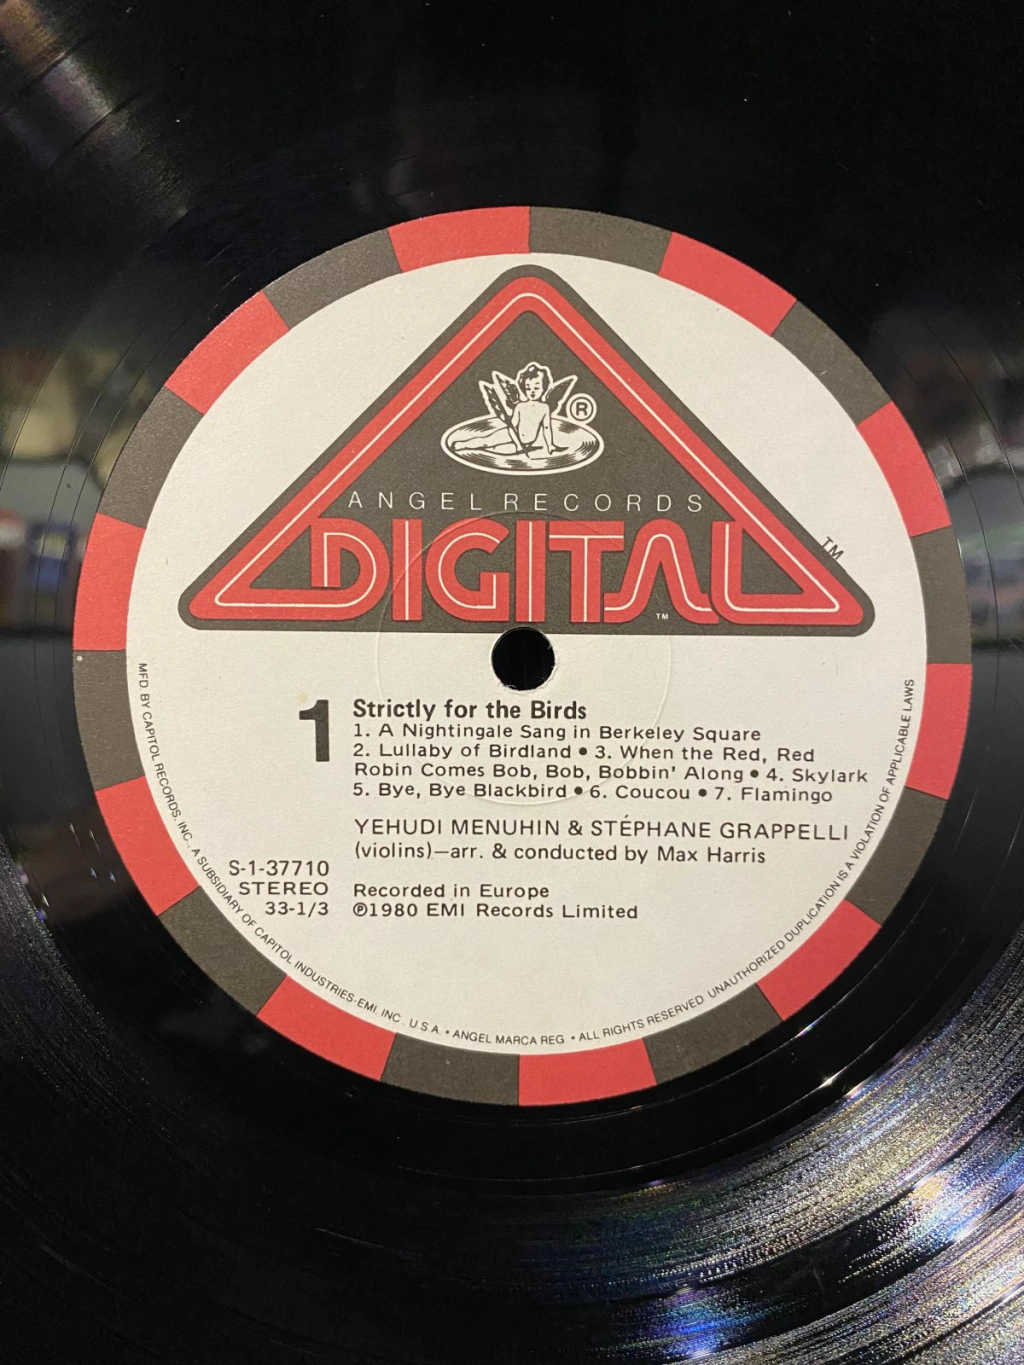 ®
ANGEL RECORDS
DIGITAL
™
™
1
Strictly for the Birds
1. A Nightingale Sang in Berkeley Square
2. Lullaby of Birdland • 3. When the Red, Red
Robin Comes Bob, Bob, Bobbin' Along • 4. Skylark
5. Bye, Bye Blackbird • 6. Coucou • 7. Flamingo
YEHUDI MENUHIN & STÉPHANE GRAPPELLI
(violins)—arr. & conducted by Max Harris
S-1-37710
STEREO
33-1/3
Recorded in Europe
℗1980 EMI Records Limited
MFD. BY CAPITOL RECORDS, INC. A SUBSIDIARY OF CAPITOL INDUSTRIES-EMI, INC. U.S.A. • ANGEL MARCA REG. • ALL RIGHTS RESERVED UNAUTHORIZED DUPLICATION IS A VIOLATION OF APPLICABLE LAWS